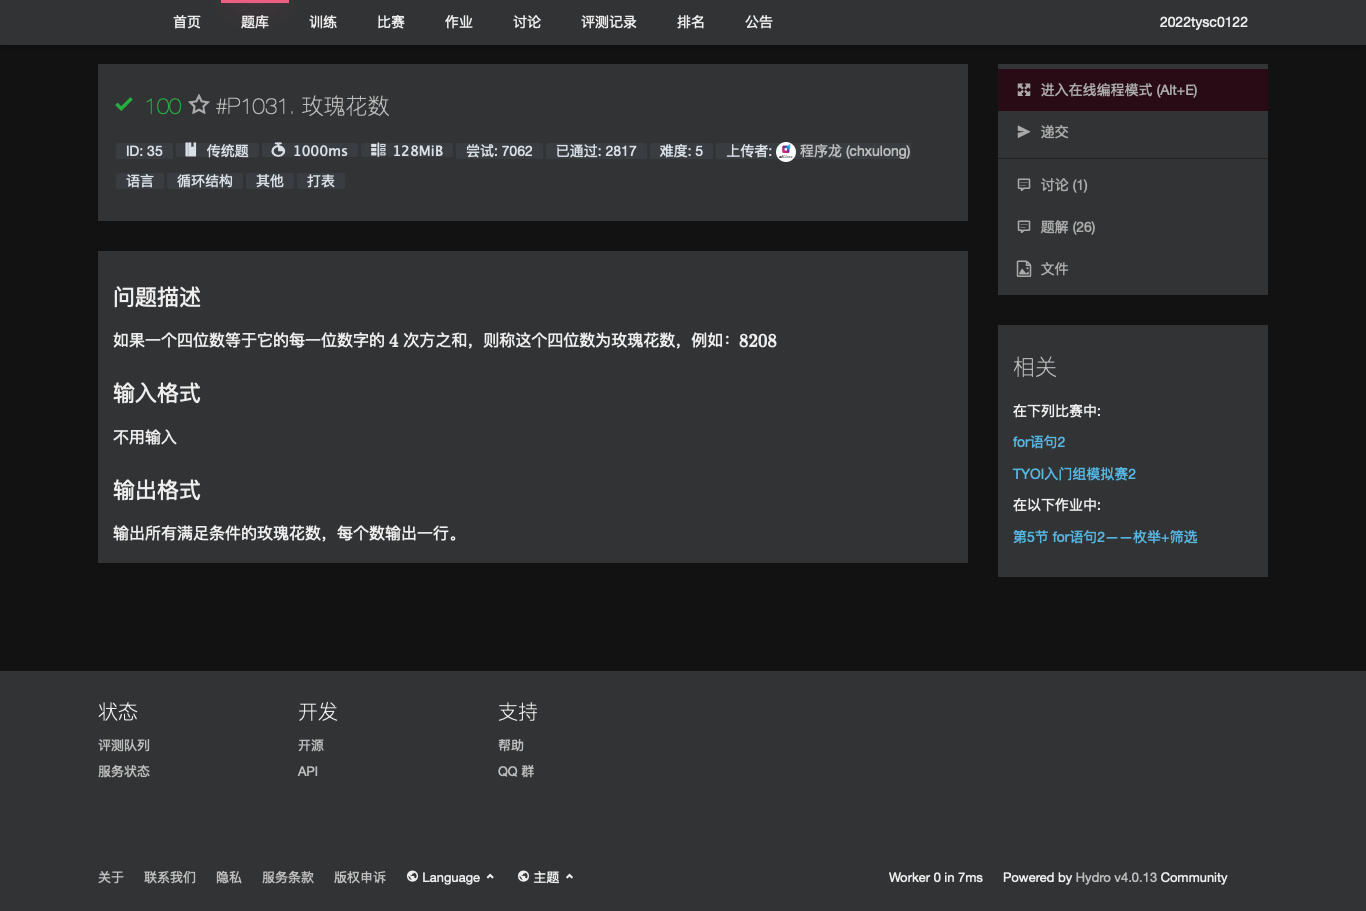 首页 题库 训练 比赛 作业 讨论 评测记录 排名 公告 2022tysc0122
100 #P1031. 玫瑰花数
ID: 35 传统题 1000ms 128MiB 尝试: 7062 已通过: 2817 难度: 5 上传者: 程序龙 (chxulong)
语言 循环结构 其他 打表
问题描述
如果一个四位数等于它的每一位数字的 4 次方之和，则称这个四位数为玫瑰花数，例如：8208
输入格式
不用输入
输出格式
输出所有满足条件的玫瑰花数，每个数输出一行。
进入在线编程模式 (Alt+E)
递交
讨论 (1)
题解 (26)
文件
相关
在下列比赛中:
for语句2
TYOI入门组模拟赛2
在以下作业中:
第5节 for语句2——枚举+筛选
状态
评测队列
服务状态
开发
开源
API
支持
帮助
QQ 群
关于 联系我们 隐私 服务条款 版权申诉 Language 主题 Worker 0 in 7ms Powered by Hydro v4.0.13 Community